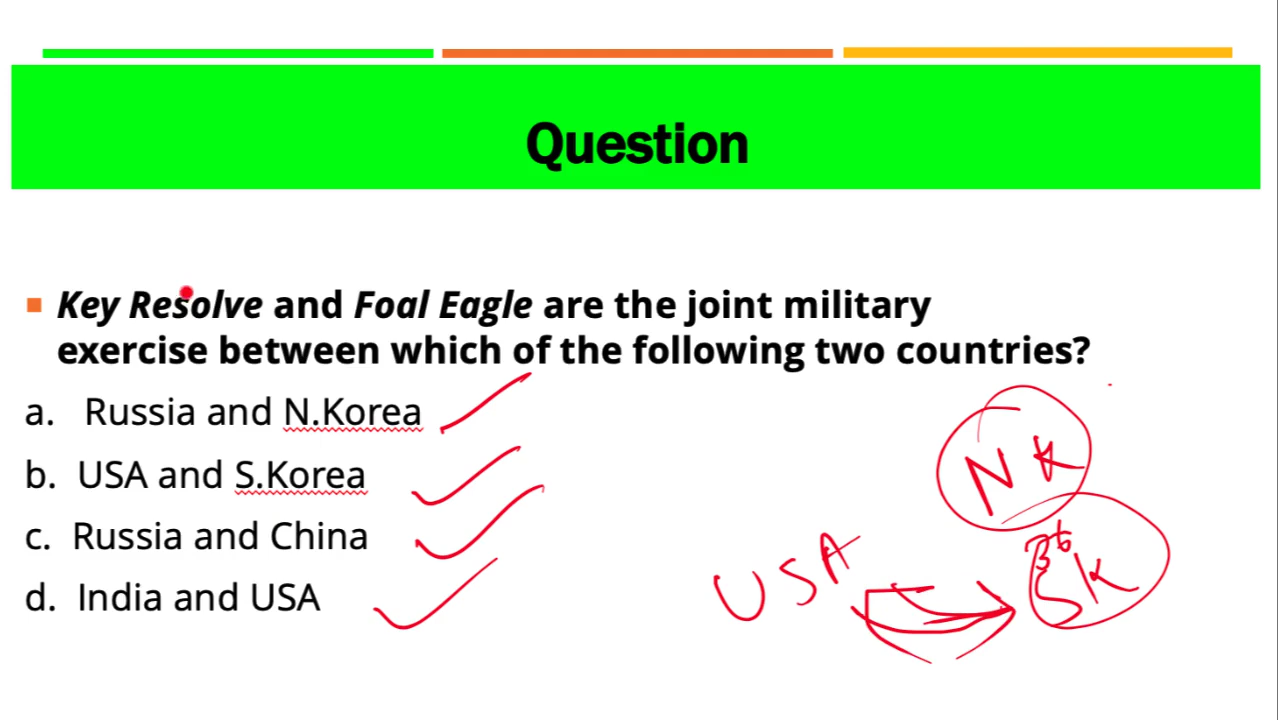 Question
Key Resolve and Foal Eagle are the joint military
exercise between which of the following two countries?
a. Russia and N.Korea
b. USA and S.Korea
c. Russia and China
d. India and USA
NK
USA
SK